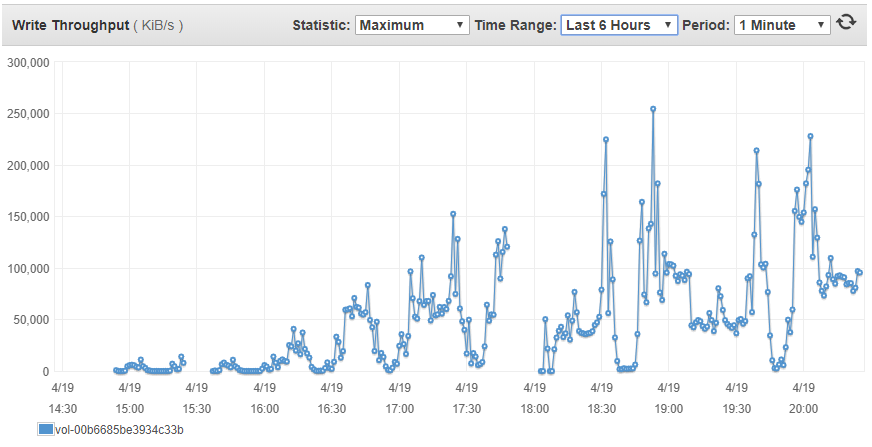 Write Throughput ( KiB/s ) Statistic: Maximum Time Range: Last 6 Hours Period: 1 Minute
300,000
250,000
200,000
150,000
100,000
50,000
0
4/19 4/19 4/19 4/19 4/19 4/19 4/19 4/19 4/19 4/19 4/19 4/19
14:30 15:00 15:30 16:00 16:30 17:00 17:30 18:00 18:30 19:00 19:30 20:00
vol-00b6685be3934c33b